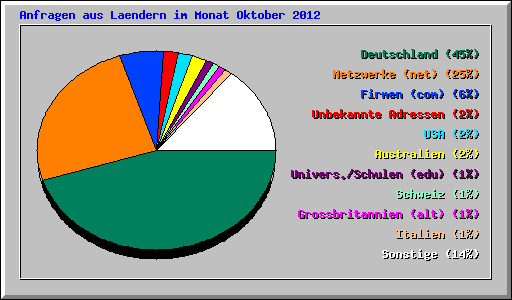 Anfragen aus Laendern im Monat Oktober 2012
Deutschland (45%)
Netzwerke (net) (25%)
Firmen (com) (6%)
Unbekannte Adressen (2%)
USA (2%)
Australien (2%)
Univers./Schulen (edu) (1%)
Schweiz (1%)
Grossbritannien (alt) (1%)
Italien (1%)
Sonstige (14%)